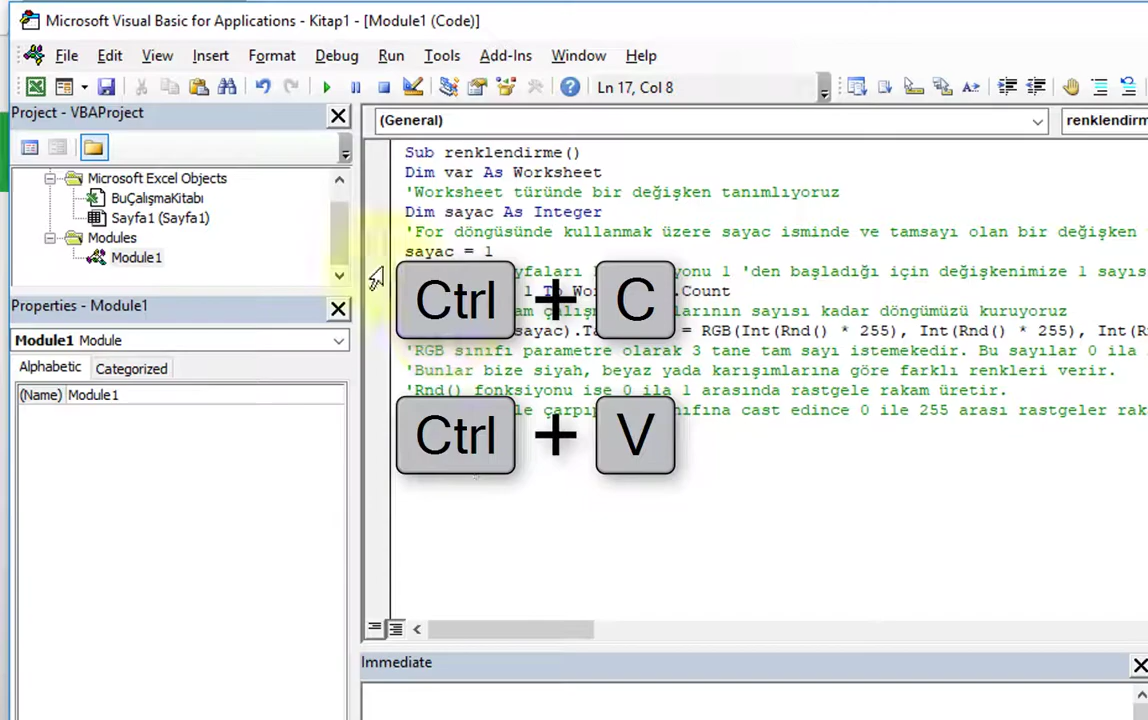 Microsoft Visual Basic for Applications - Kitap1 - [Module1 (Code)]
File Edit View Insert Format Debug Run Tools Add-Ins Window Help
Ln 17, Col 8
Project - VBAProject
(General)
renklendirm
Microsoft Excel Objects
BuÇalışmaKitabı
Sayfa1 (Sayfa1)
Modules
Module1
Properties - Module1
Module1 Module
Alphabetic Categorized
(Name) Module1
Sub renklendirme()
Dim var As Worksheet
'Worksheet türünde bir değişken tanımlıyoruz
Dim sayac As Integer
'For döngüsünde kullanmak üzere sayac isminde ve tamsayı olan bir değişken
sayac = 1
'den başladığı için değişkenimize 1 sayıs
1 To .Count
sayısı kadar döngümüzü kuruyoruz
sayac).Ta = RGB(Int(Rnd() * 255), Int(Rnd() * 255), Int(R
'RGB sınıfı parametre olarak 3 tane tam sayı istemekedir. Bu sayılar 0 ila
'Bunlar bize siyah, beyaz yada karışımlarına göre farklı renkleri verir.
'Rnd() fonksiyonu ise 0 ila 1 arasında rastgele rakam üretir.
cast edince 0 ile 255 arası rastgeler rak
Ctrl + C
Ctrl + V
Immediate